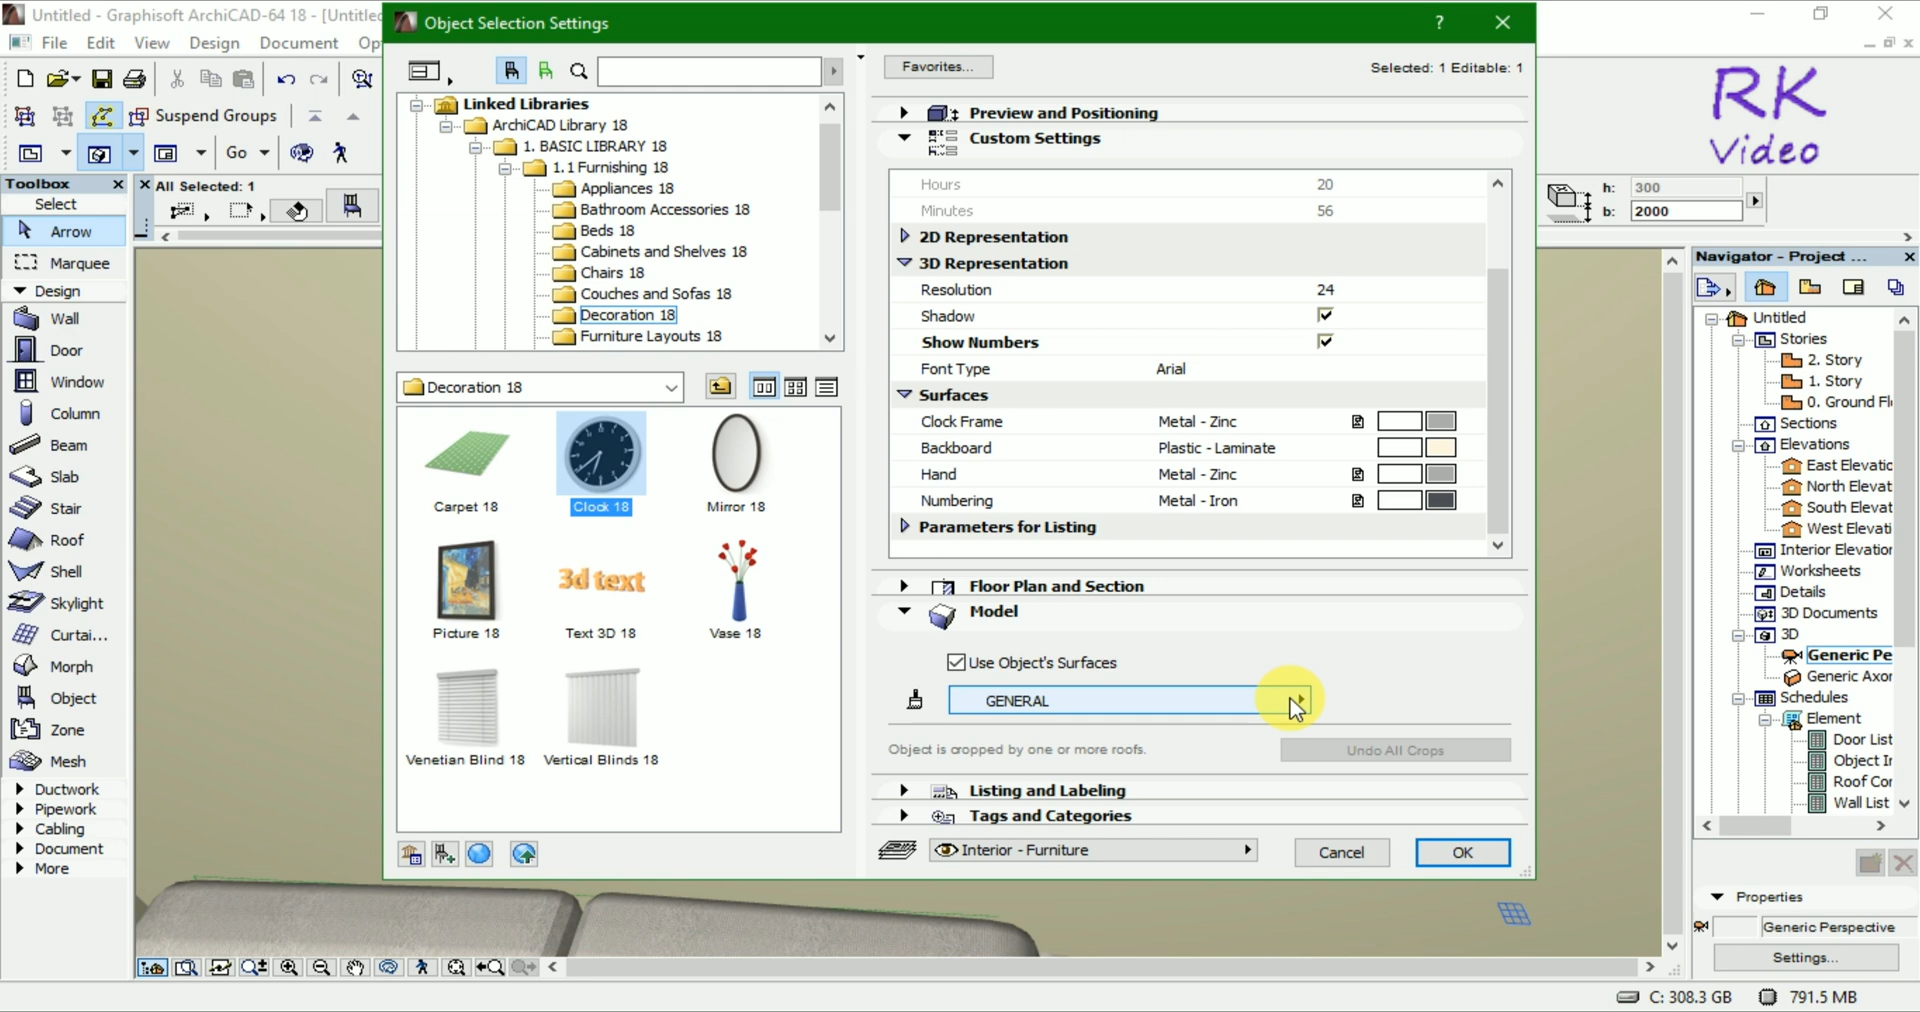 Untitled - Graphisoft ArchiCAD-64 18 - [Untitled
Object Selection Settings
?
File Edit View Design Document
RK
Video
Suspend Groups
Go
Favorites...
Selected: 1 Editable: 1
Linked Libraries
ArchiCAD Library 18
1. BASIC LIBRARY 18
1.1 Furnishing 18
Appliances 18
Bathroom Accessories 18
Beds 18
Cabinets and Shelves 18
Chairs 18
Couches and Sofas 18
Decoration 18
Furniture Layouts 18
Decoration 18
Carpet 18
Clock 18
Mirror 18
Picture 18
3d text
Text 3D 18
Vase 18
Venetian Blind 18
Vertical Blinds 18
Preview and Positioning
Custom Settings
Hours 20
Minutes 56
2D Representation
3D Representation
Resolution 24
Shadow
Show Numbers
Font Type Arial
Surfaces
Clock Frame Metal - Zinc
Backboard Plastic - Laminate
Hand Metal - Zinc
Numbering Metal - Iron
Parameters for Listing
Floor Plan and Section
Model
Use Object's Surfaces
GENERAL
Object is cropped by one or more roofs.
Undo All Crops
Listing and Labeling
Tags and Categories
Interior - Furniture
Cancel
OK
Toolbox
All Selected: 1
Select
Arrow
Marquee
Design
Wall
Door
Window
Column
Beam
Slab
Stair
Roof
Shell
Skylight
Curtai...
Morph
Object
Zone
Mesh
Ductwork
Pipework
Cabling
Document
More
h: 300
b: 2000
Navigator - Project ...
Untitled
Stories
2. Story
1. Story
0. Ground Fl
Sections
Elevations
East Elevatic
North Elevat
South Elevat
West Elevati
Interior Elevation
Worksheets
Details
3D Documents
3D
Generic Pe
Generic Axor
Schedules
Element
Door List
Object Ir
Roof Cor
Wall List
Properties
Generic Perspective
Settings...
C: 308.3 GB
791.5 MB